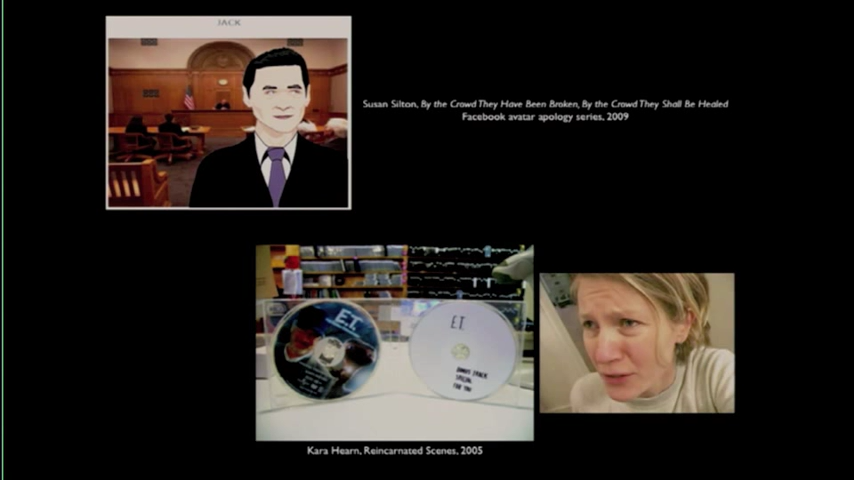 JACK
Susan Silton, By the Crowd They Have Been Broken, By the Crowd They Shall Be Healed
Facebook avatar apology series, 2009
E.T.
E.T.
Kara Hearn, Reincarnated Scenes, 2005